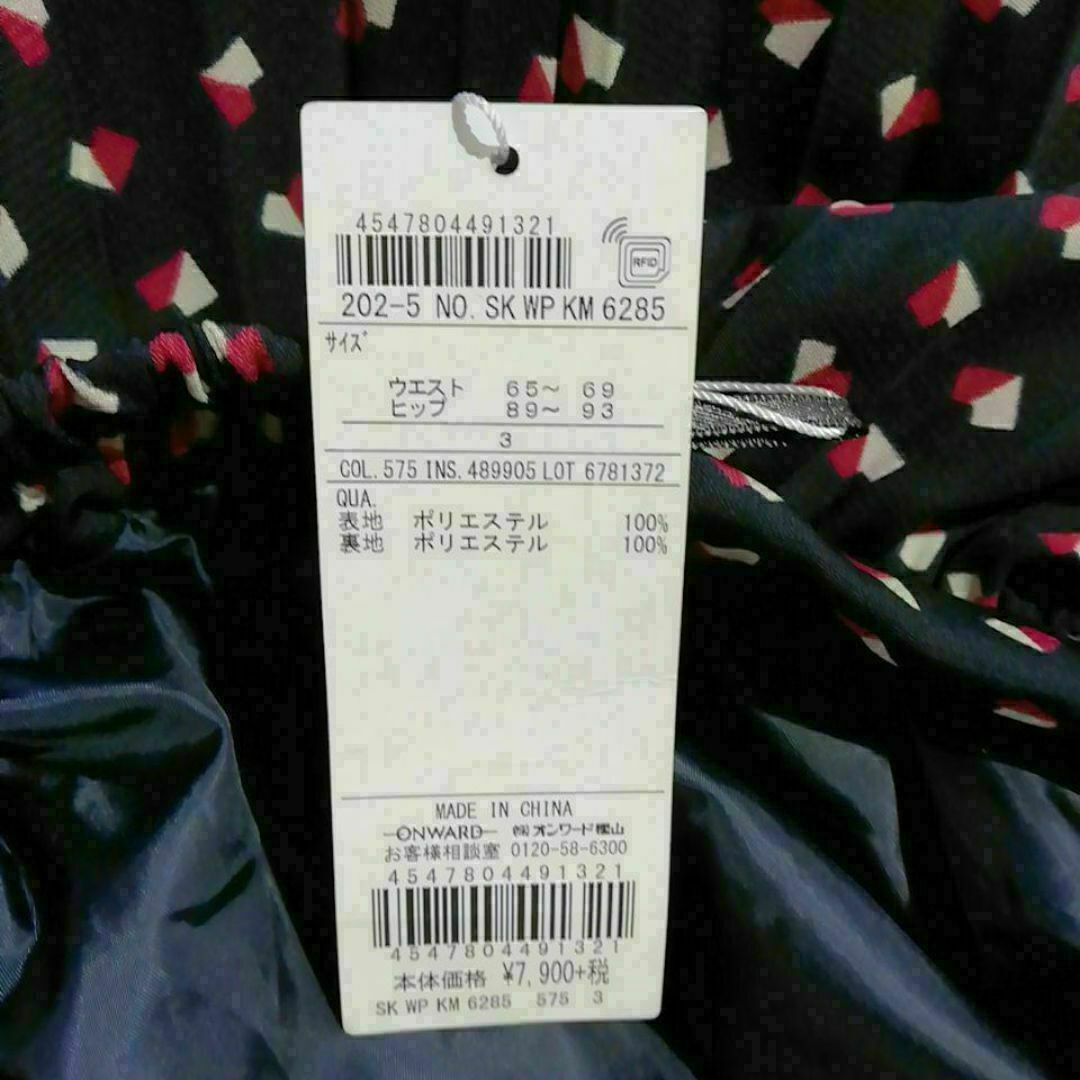 4547804491321
RFID
202-5 NO. SK WP KM 6285
サイズ
ウエスト 65～ 69
ヒップ 89～ 93
3
COL. 575 INS. 489905 LOT 6781372
QUA.
表地 ポリエステル 100%
裏地 ポリエステル 100%
MADE IN CHINA
ONWARD ㈱オンワード樫山
お客様相談室 0120-58-6300
4547804491321
4547804491321
本体価格 ¥7,900+税
SK WP KM 6285 575 3